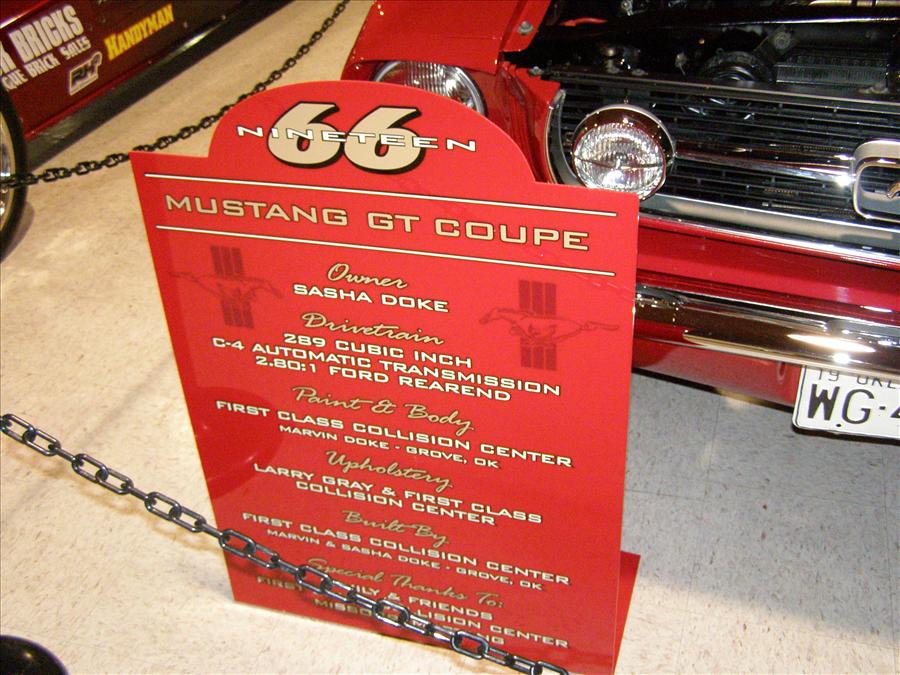 BRICKS
BRICK SALES
HANDYMAN
NINETEEN 66
MUSTANG GT COUPE
Owner
SASHA DOKE
Drivetrain
289 CUBIC INCH
C-4 AUTOMATIC TRANSMISSION
2.80:1 FORD REAREND
Paint & Body
FIRST CLASS COLLISION CENTER
MARVIN DOKE - GROVE, OK
Upholstery
LARRY GRAY & FIRST CLASS
COLLISION CENTER
Built By
FIRST CLASS COLLISION CENTER
MARVIN & SASHA DOKE - GROVE, OK
Special Thanks To:
& FRIENDS
FIRST COLLISION CENTER
WG-